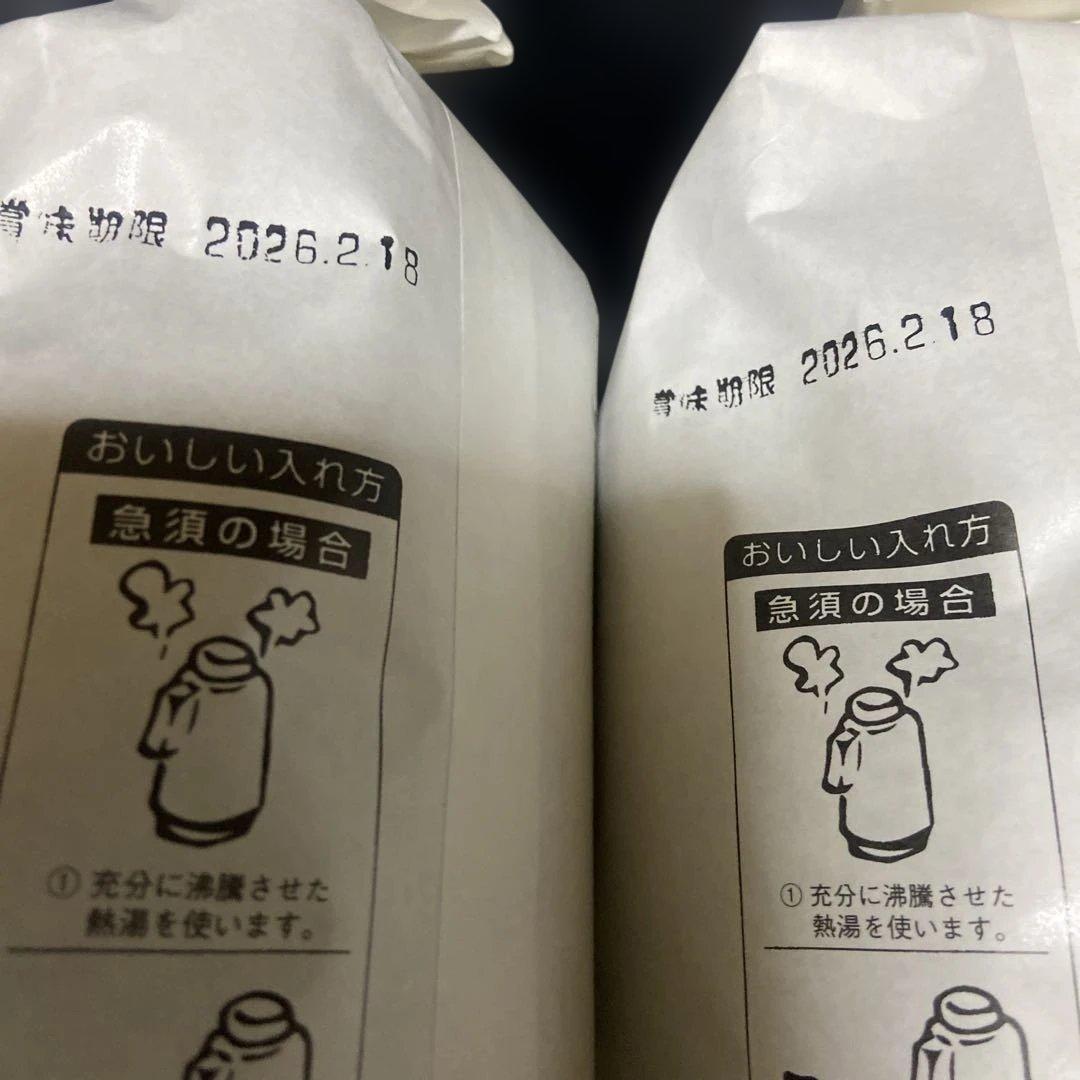 賞味期限 2026.2.18
おいしい入れ方
急須の場合
① 充分に沸騰させた
熱湯を使います。
賞味期限 2026.2.18
おいしい入れ方
急須の場合
① 充分に沸騰させた
熱湯を使います。